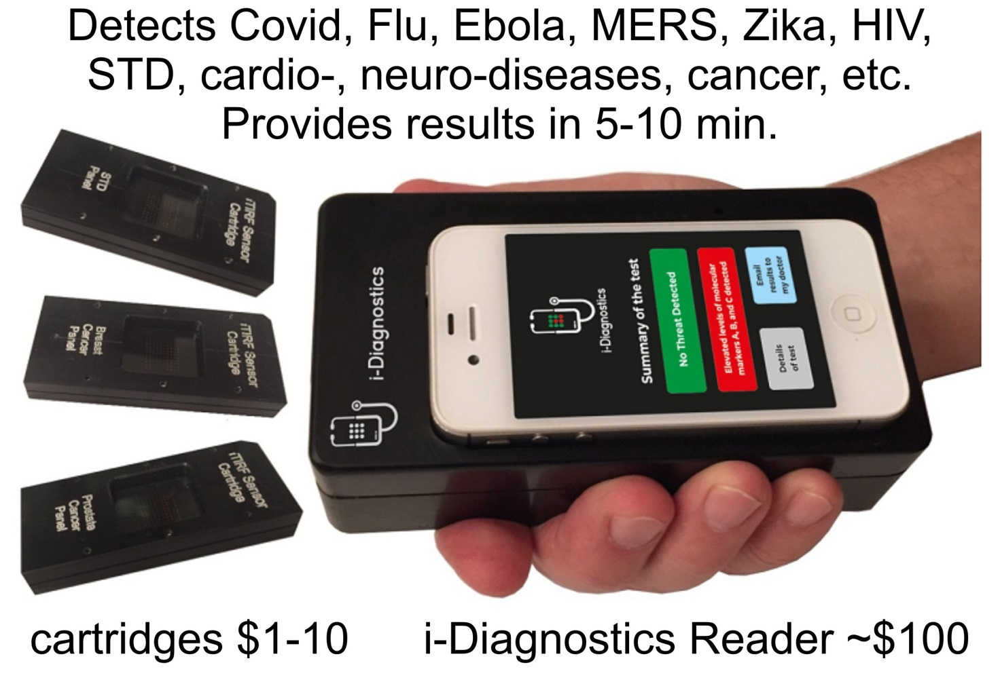 Detects Covid, Flu, Ebola, MERS, Zika, HIV,
STD, cardio-, neuro-diseases, cancer, etc.
Provides results in 5-10 min.
STD
Panel
iTIRF Sensor
Cartridge
Breast
Cancer
Panel
iTIRF Sensor
Cartridge
Prostate
Cancer
Panel
iTIRF Sensor
Cartridge
i-Diagnostics
i-Diagnostics
Summary of the test
No Threat Detected
Elevated levels of molecular
markers A, B, and C detected
Email
results to
my doctor
Details
of test
cartridges $1-10
i-Diagnostics Reader ~$100